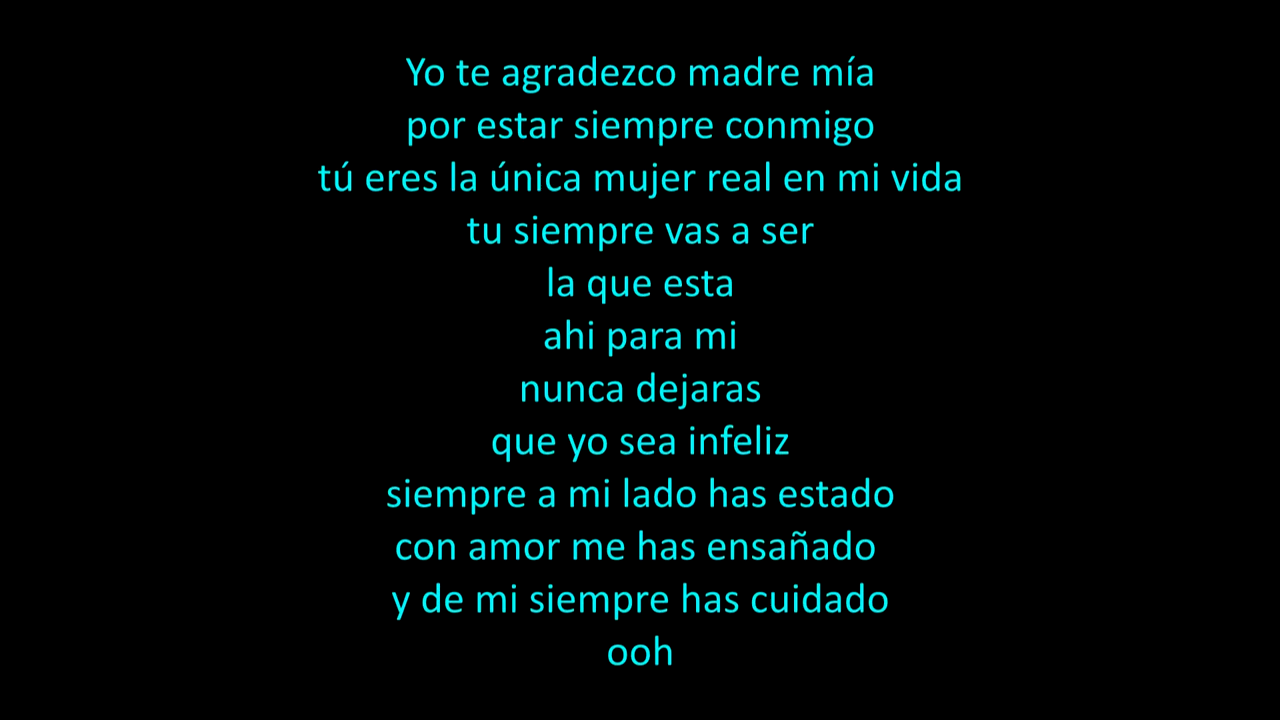 Yo te agradezco madre mía
por estar siempre conmigo
tú eres la única mujer real en mi vida
tu siempre vas a ser
la que esta
ahi para mi
nunca dejaras
que yo sea infeliz
siempre a mi lado has estado
con amor me has ensañado
y de mi siempre has cuidado
ooh